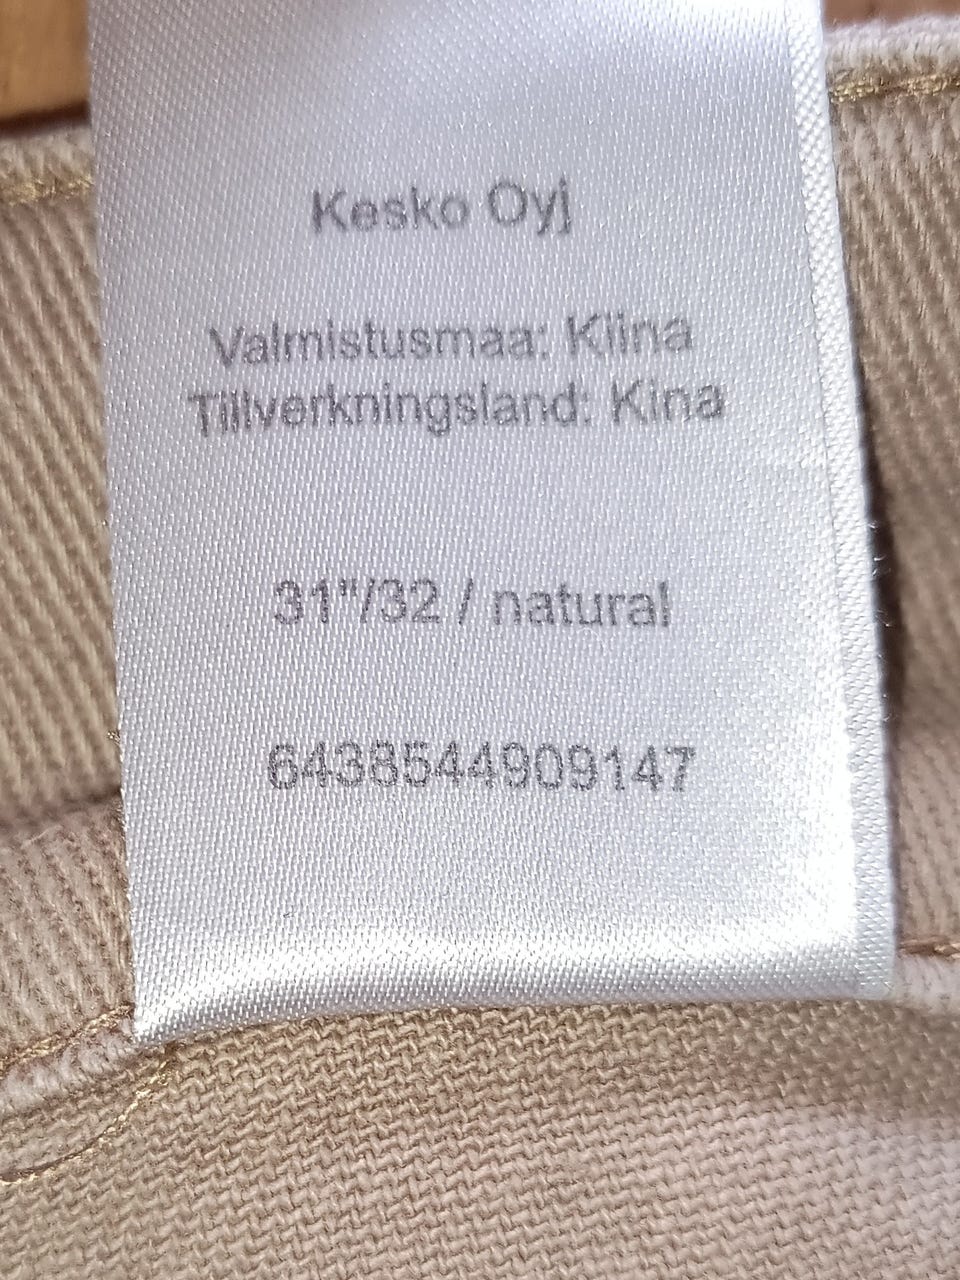 Kesko Oyj
Valmistusmaa: Kiina
Tillverkningsland: Kina
31"/32 / natural
6438544909147